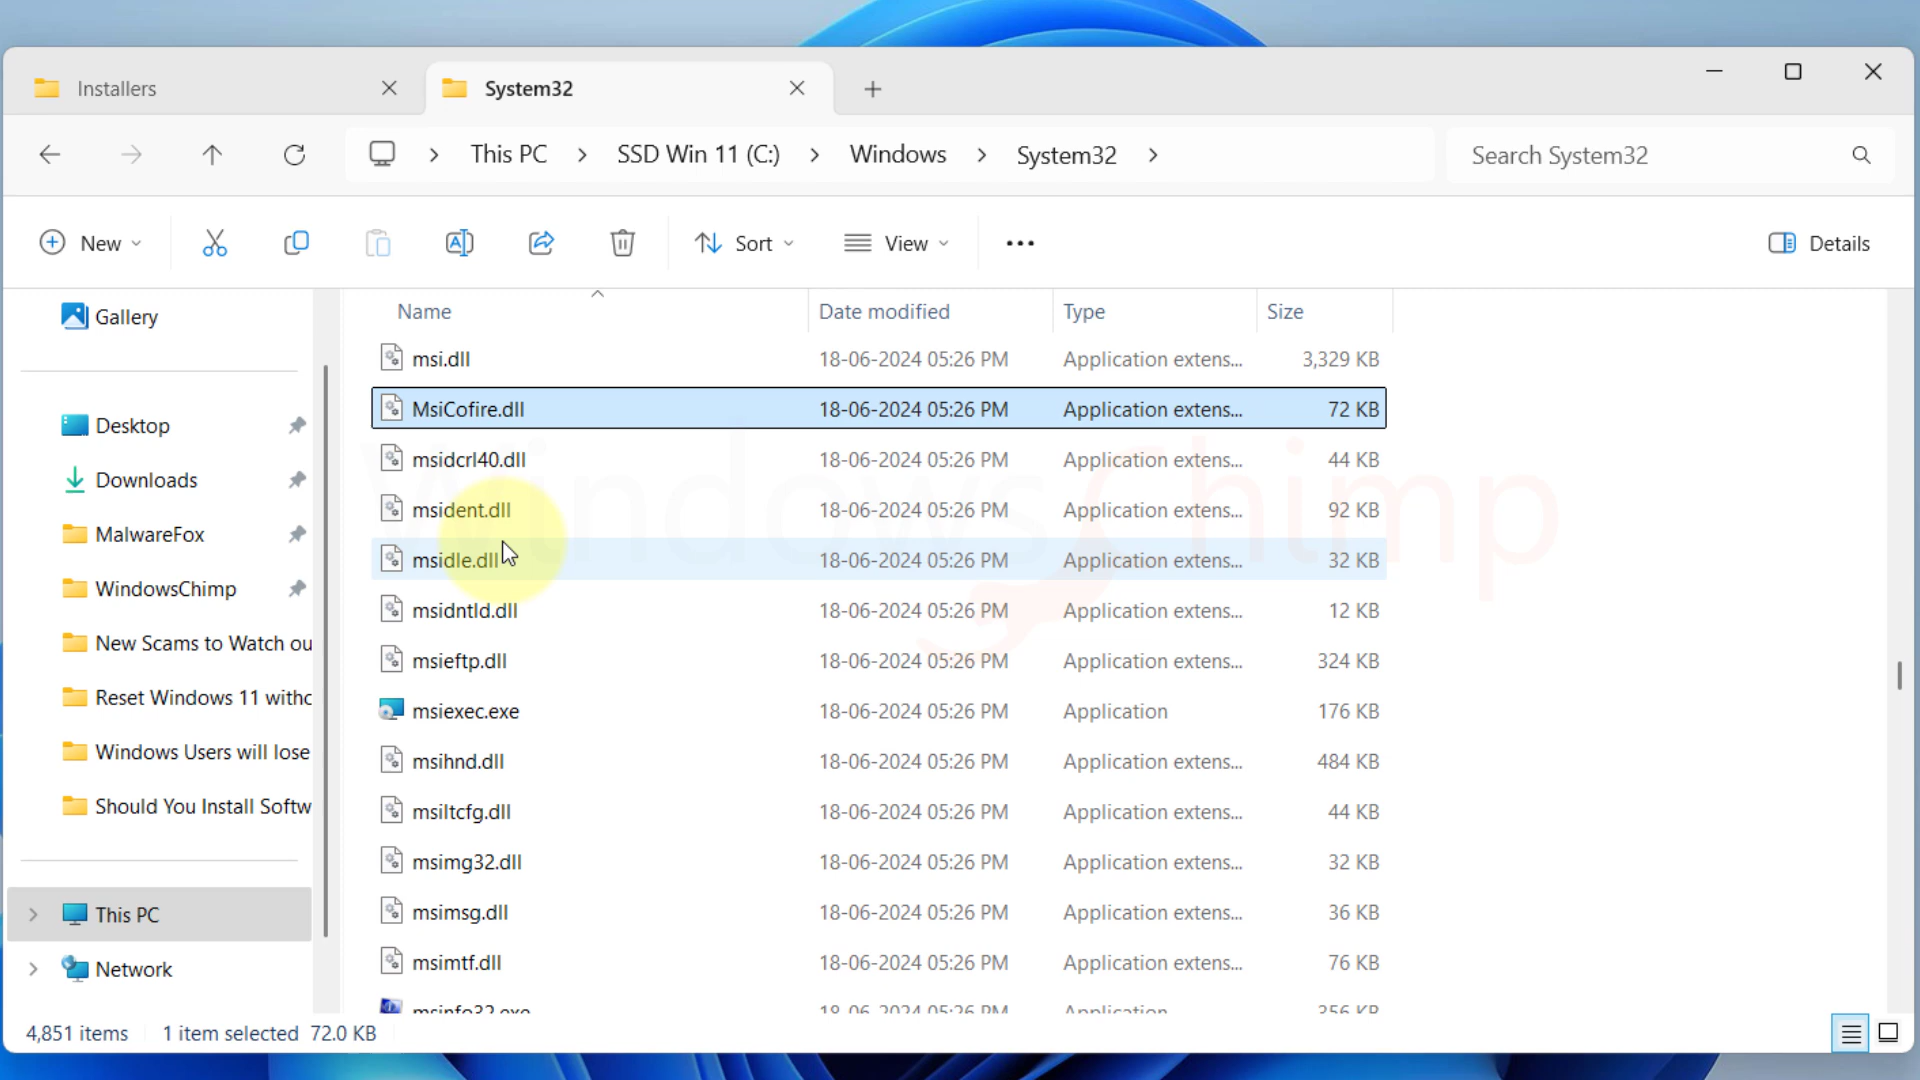 Installers
System32
This PC > SSD Win 11 (C:) > Windows > System32 >
Search System32
New
Sort
View
Details
Gallery
Desktop
Downloads
MalwareFox
WindowsChimp
New Scams to Watch ou
Reset Windows 11 withc
Windows Users will lose
Should You Install Softw
This PC
Network
Name Date modified Type Size
msi.dll 18-06-2024 05:26 PM Application extens... 3,329 KB
MsiCofire.dll 18-06-2024 05:26 PM Application extens... 72 KB
msidcrl40.dll 18-06-2024 05:26 PM Application extens... 44 KB
msident.dll 18-06-2024 05:26 PM Application extens... 92 KB
msidle.dll 18-06-2024 05:26 PM Application extens... 32 KB
msidntld.dll 18-06-2024 05:26 PM Application extens... 12 KB
msieftp.dll 18-06-2024 05:26 PM Application extens... 324 KB
msiexec.exe 18-06-2024 05:26 PM Application 176 KB
msihnd.dll 18-06-2024 05:26 PM Application extens... 484 KB
msiltcfg.dll 18-06-2024 05:26 PM Application extens... 44 KB
msimg32.dll 18-06-2024 05:26 PM Application extens... 32 KB
msimsg.dll 18-06-2024 05:26 PM Application extens... 36 KB
msimtf.dll 18-06-2024 05:26 PM Application extens... 76 KB
msinfo32.exe 18-06-2024 05:26 PM Application 356 KB
WindowsChimp
4,851 items 1 item selected 72.0 KB